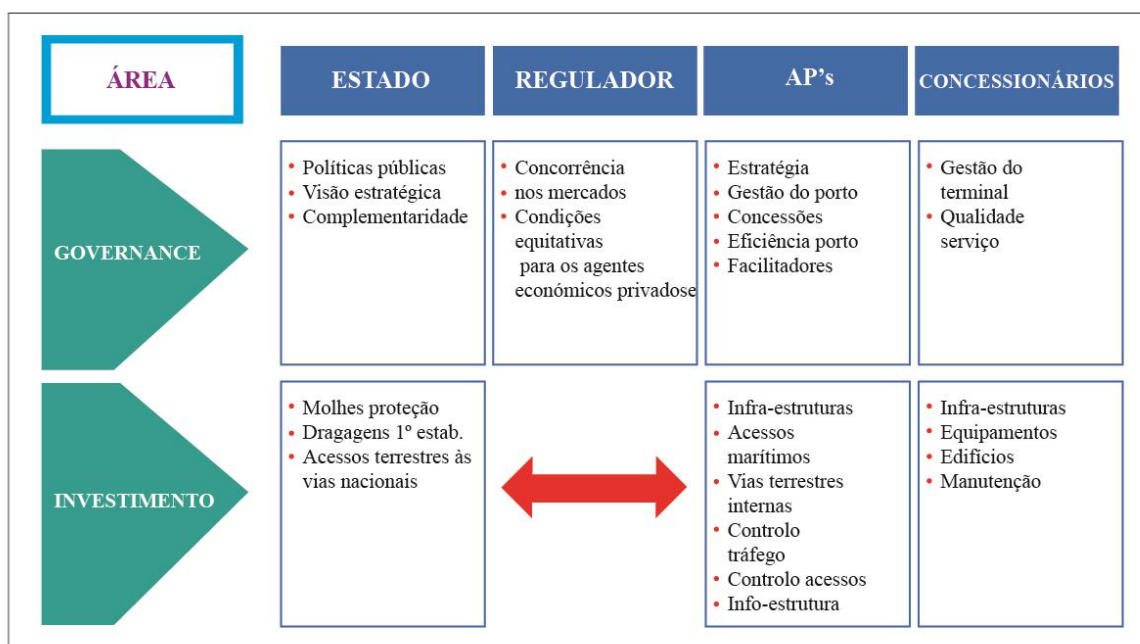 ÁREA
ESTADO
REGULADOR
AP's
CONCESSIONÁRIOS
GOVERNANCE
• Políticas públicas
• Visão estratégica
• Complementaridade
• Concorrência
• nos mercados
• Condições
equitativas
para os agentes
económicos privadose
• Estratégia
• Gestão do porto
• Concessões
• Eficiência porto
• Facilitadores
• Gestão do
terminal
• Qualidade
serviço
INVESTIMENTO
• Molhes proteção
• Dragagens 1º estab.
• Acessos terrestres às
vias nacionais
• Infra-estruturas
• Acessos
marítimos
• Vias terrestres
internas
• Controlo
tráfego
• Controlo acessos
• Info-estrutura
• Infra-estruturas
• Equipamentos
• Edifícios
• Manutenção